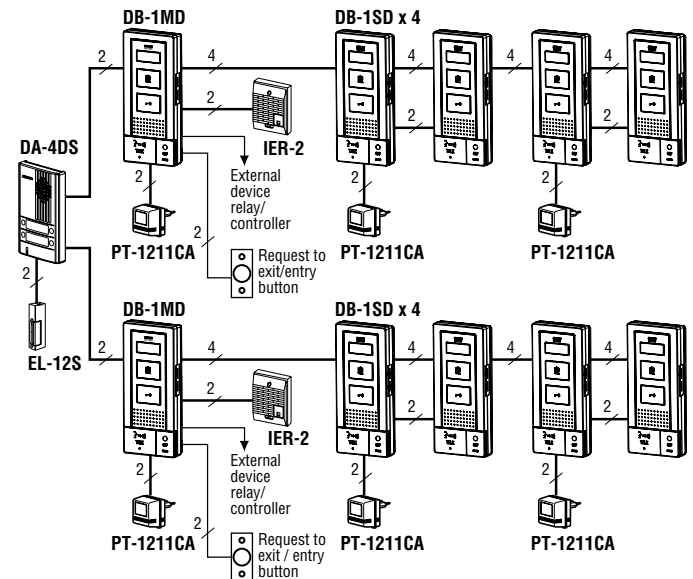 DB-1MD
DB-1SD x 4
2
4
4
4
4
2
2
2
IER-2
DA-4DS
2
External
device
relay/
controller
2
2
PT-1211CA
PT-1211CA
PT-1211CA
2
Request to
exit/entry
button
2
EL-12S
DB-1MD
DB-1SD x 4
2
4
4
4
4
2
2
2
IER-2
2
External
device
relay/
controller
2
2
PT-1211CA
PT-1211CA
PT-1211CA
2
Request to
exit / entry
button